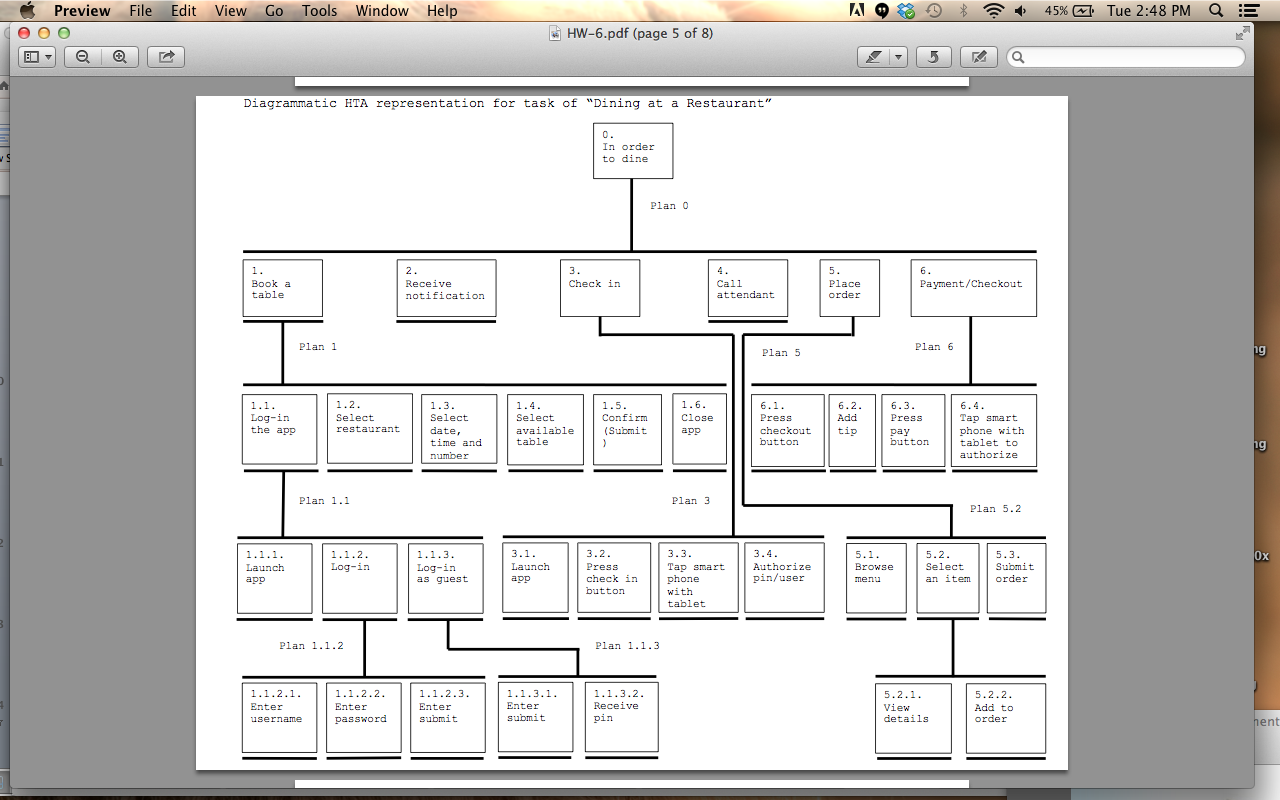 Preview File Edit View Go Tools Window Help 45% Tue 2:48 PM
HW-6.pdf (page 5 of 8)
Diagrammatic HTA representation for task of “Dining at a Restaurant”
0.
In order
to dine
Plan 0
1.
Book a
table
2.
Receive
notification
3.
Check in
4.
Call
attendant
5.
Place
order
6.
Payment/Checkout
Plan 1
Plan 5
Plan 6
1.1.
Log-in
the app
1.2.
Select
restaurant
1.3.
Select
date,
time and
number
1.4.
Select
available
table
1.5.
Confirm
(Submit
)
1.6.
Close
app
6.1.
Press
checkout
button
6.2.
Add
tip
6.3.
Press
pay
button
6.4.
Tap smart
phone with
tablet to
authorize
Plan 1.1
Plan 3
Plan 5.2
1.1.1.
Launch
app
1.1.2.
Log-in
1.1.3.
Log-in
as guest
3.1.
Launch
app
3.2.
Press
check in
button
3.3.
Tap smart
phone
with
tablet
3.4.
Authorize
pin/user
5.1.
Browse
menu
5.2.
Select
an item
5.3.
Submit
order
Plan 1.1.2
Plan 1.1.3
1.1.2.1.
Enter
username
1.1.2.2.
Enter
password
1.1.2.3.
Enter
submit
1.1.3.1.
Enter
submit
1.1.3.2.
Receive
pin
5.2.1.
View
details
5.2.2.
Add to
order